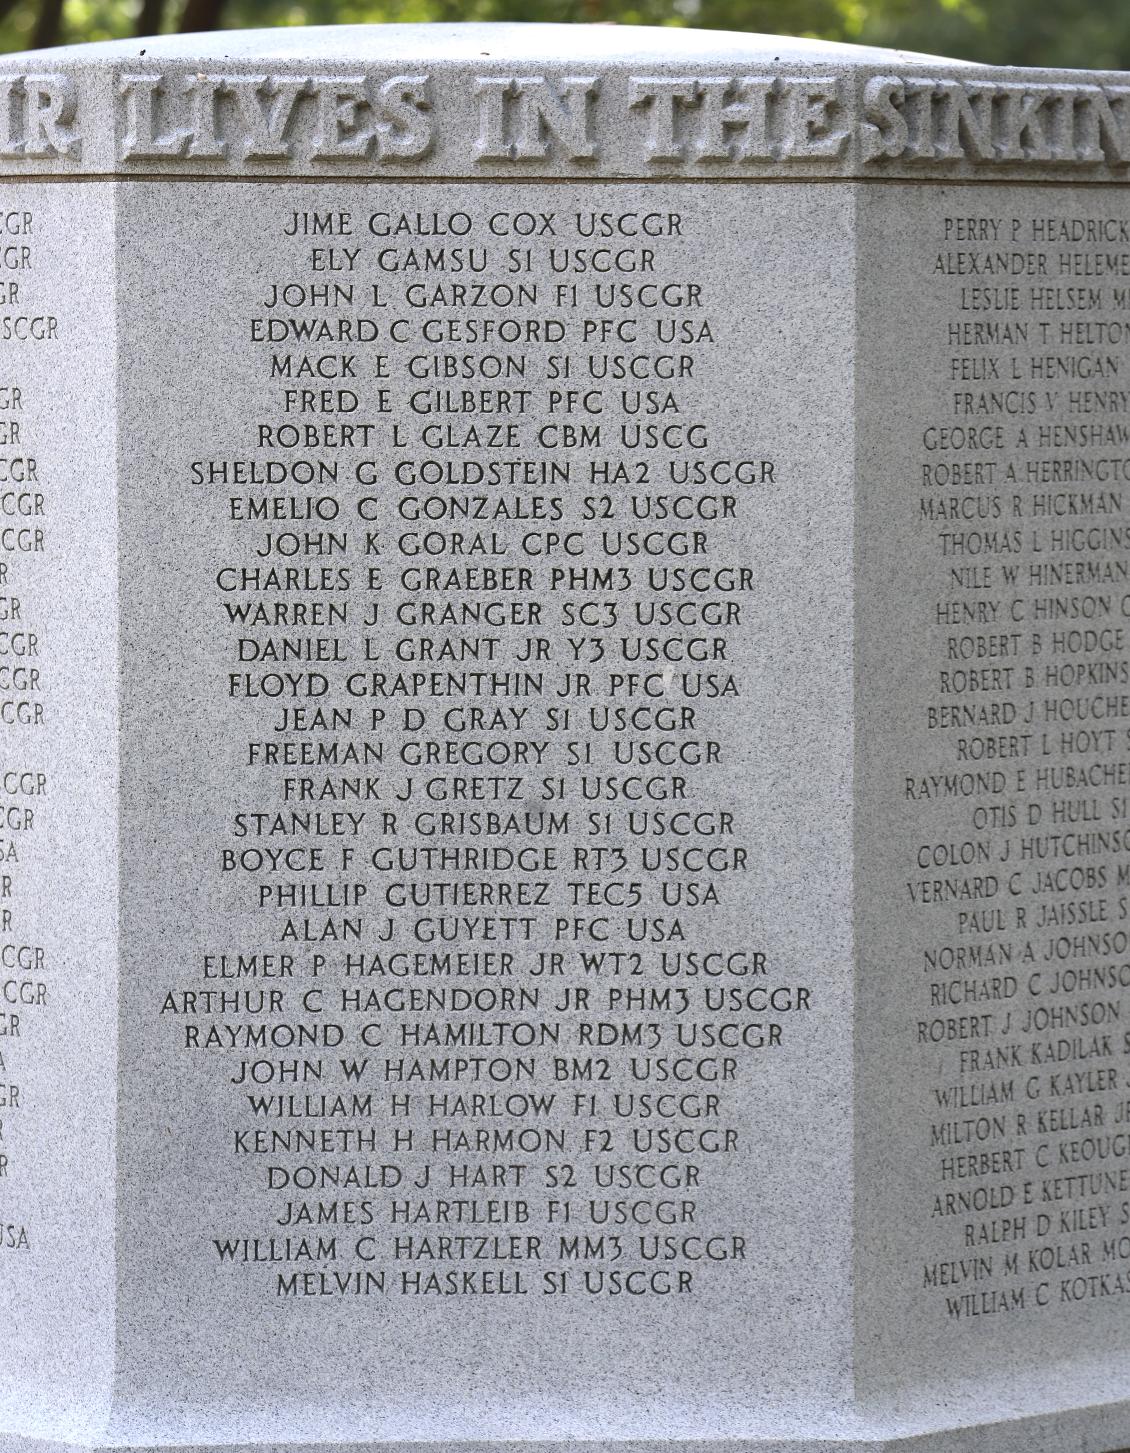 LIVES IN THE
JIME GALLO COX USCGR
ELY GAMSU S1 USCGR
JOHN L GARZON F1 USCGR
EDWARD C GESFORD PFC USA
MACK E GIBSON S1 USCGR
FRED E GILBERT PFC USA
ROBERT L GLAZE CBM USCG
SHELDON G GOLDSTEIN HA2 USCGR
EMELIO C GONZALES S2 USCGR
JOHN K GORAL CPC USCGR
CHARLES E GRAEBER PHM3 USCGR
WARREN J GRANGER SC3 USCGR
DANIEL L GRANT JR Y3 USCGR
FLOYD GRAPENTHIN JR PFC USA
JEAN P D GRAY S1 USCGR
FREEMAN GREGORY S1 USCGR
FRANK J GRETZ S1 USCGR
STANLEY R GRISBAUM S1 USCGR
BOYCE F GUTHRIDGE RT3 USCGR
PHILLIP GUTIERREZ TEC5 USA
ALAN J GUYETT PFC USA
ELMER P HAGEMEIER JR WT2 USCGR
ARTHUR C HAGENDORN JR PHM3 USCGR
RAYMOND C HAMILTON RDM3 USCGR
JOHN W HAMPTON BM2 USCGR
WILLIAM H HARLOW F1 USCGR
KENNETH H HARMON F2 USCGR
DONALD J HART S2 USCGR
JAMES HARTLEIB F1 USCGR
WILLIAM C HARTZLER MM3 USCGR
MELVIN HASKELL S1 USCGR
PERRY P HEADRICK
ALEXANDER
LESLIE HELSEM
HERMAN T HELTON
FELIX L HENIGAN
FRANCIS V HENRY
GEORGE A HENSHAW
ROBERT A
MARCUS R HICKMAN
THOMAS L HIGGINS
NILE W HINERMAN
HENRY C HINSON
ROBERT B HODGE
ROBERT B HOPKINS
BERNARD J
ROBERT L HOYT
RAYMOND E
OTIS D HULL S1
COLON J
VERNARD C JACOBS
PAUL R JAISSLE
NORMAN A
RICHARD C
ROBERT J JOHNSON
FRANK KADILAK
WILLIAM G KAYLER
MILTON R KELLAR
HERBERT C
ARNOLD E
RALPH D KILEY
MELVIN M KOLAR
WILLIAM C